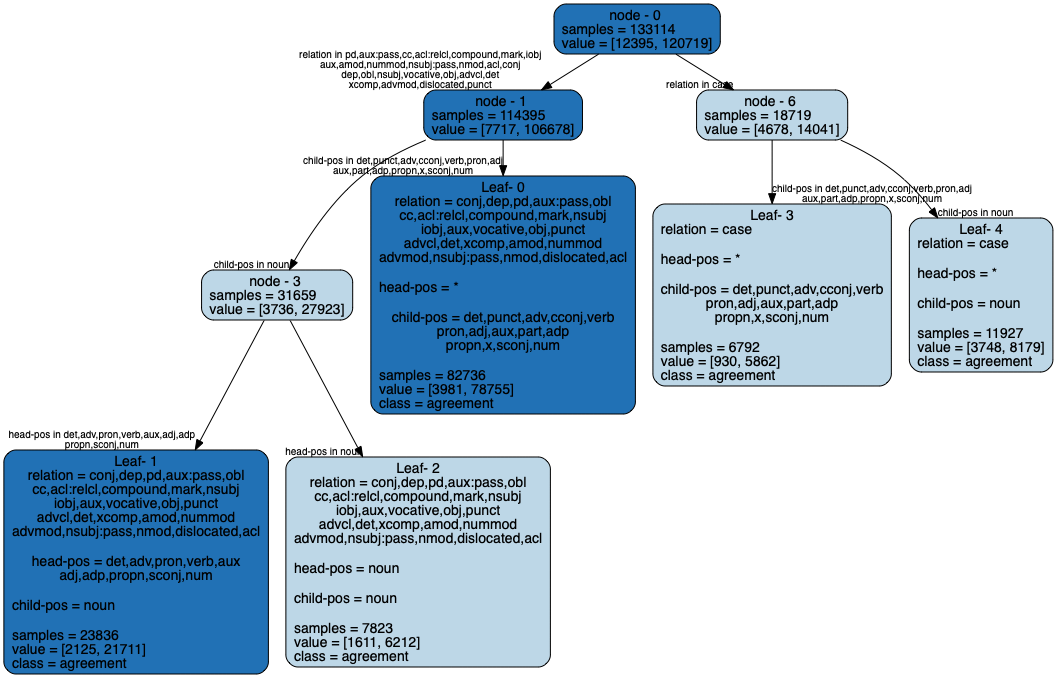 node - 0
samples = 133114
value = [12395, 120719]
relation in pd,aux:pass,cc,acl:relcl,compound,mark,iobj
aux,amod,nummod,nsubj:pass,nmod,acl,conj
dep,obl,nsubj,vocative,obj,advcl,det
xcomp,advmod,dislocated,punct
relation in case
node - 1
samples = 114395
value = [7717, 106678]
node - 6
samples = 18719
value = [4678, 14041]
child-pos in det,punct,adv,cconj,verb,pron,adj
aux,part,adp,propn,x,sconj,num
child-pos in det,punct,adv,cconj,verb,pron,adj
aux,part,adp,propn,x,sconj,num
child-pos in noun
Leaf- 0
relation = conj,dep,pd,aux:pass,obl
cc,acl:relcl,compound,mark,nsubj
iobj,aux,vocative,obj,punct
advcl,det,xcomp,amod,nummod
advmod,nsubj:pass,nmod,dislocated,acl
head-pos = *
child-pos = det,punct,adv,cconj,verb
pron,adj,aux,part,adp
propn,x,sconj,num
samples = 82736
value = [3981, 78755]
class = agreement
Leaf- 3
relation = case
head-pos = *
child-pos = det,punct,adv,cconj,verb
pron,adj,aux,part,adp
propn,x,sconj,num
samples = 6792
value = [930, 5862]
class = agreement
Leaf- 4
relation = case
head-pos = *
child-pos = noun
samples = 11927
value = [3748, 8179]
class = agreement
child-pos in noun
node - 3
samples = 31659
value = [3736, 27923]
head-pos in det,adv,pron,verb,aux,adj,adp
propn,sconj,num
head-pos in noun
Leaf- 1
relation = conj,dep,pd,aux:pass,obl
cc,acl:relcl,compound,mark,nsubj
iobj,aux,vocative,obj,punct
advcl,det,xcomp,amod,nummod
advmod,nsubj:pass,nmod,dislocated,acl
head-pos = det,adv,pron,verb,aux
adj,adp,propn,sconj,num
child-pos = noun
samples = 23836
value = [2125, 21711]
class = agreement
Leaf- 2
relation = conj,dep,pd,aux:pass,obl
cc,acl:relcl,compound,mark,nsubj
iobj,aux,vocative,obj,punct
advcl,det,xcomp,amod,nummod
advmod,nsubj:pass,nmod,dislocated,acl
head-pos = noun
child-pos = noun
samples = 7823
value = [1611, 6212]
class = agreement